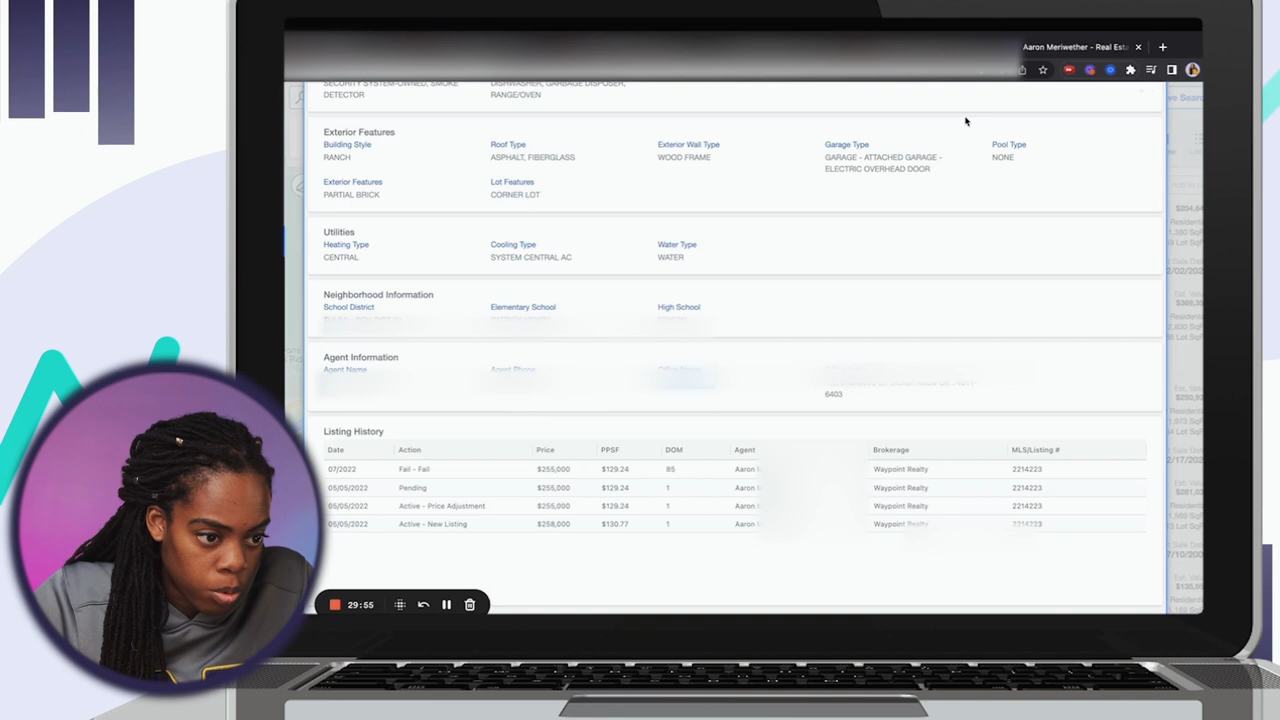 Aaron Meriwether - Real Esta
SECURITY SYSTEM-OWNED, SMOKE DETECTOR
DISHWASHER, GARBAGE DISPOSER, RANGE/OVEN
ve Searc
Exterior Features
Building Style
RANCH
Roof Type
ASPHALT, FIBERGLASS
Exterior Wall Type
WOOD FRAME
Garage Type
GARAGE - ATTACHED GARAGE -
ELECTRIC OVERHEAD DOOR
Pool Type
NONE
Exterior Features
PARTIAL BRICK
Lot Features
CORNER LOT
Utilities
Heating Type
CENTRAL
Cooling Type
SYSTEM CENTRAL AC
Water Type
WATER
Neighborhood Information
School District
Elementary School
High School
Agent Information
Agent Name
Agent Phone
6403
Listing History
Date Action Price PPSF DOM Agent Brokerage MLS/Listing #
07/2022 Fail - Fail $255,000 $129.24 85 Aaron Waypoint Realty 2214223
05/05/2022 Pending $255,000 $129.24 1 Aaron Waypoint Realty 2214223
05/05/2022 Active - Price Adjustment $255,000 $129.24 1 Aaron Waypoint Realty 2214223
05/05/2022 Active - New Listing $258,000 $130.77 1 Aaron Waypoint Realty 2214223
29:55